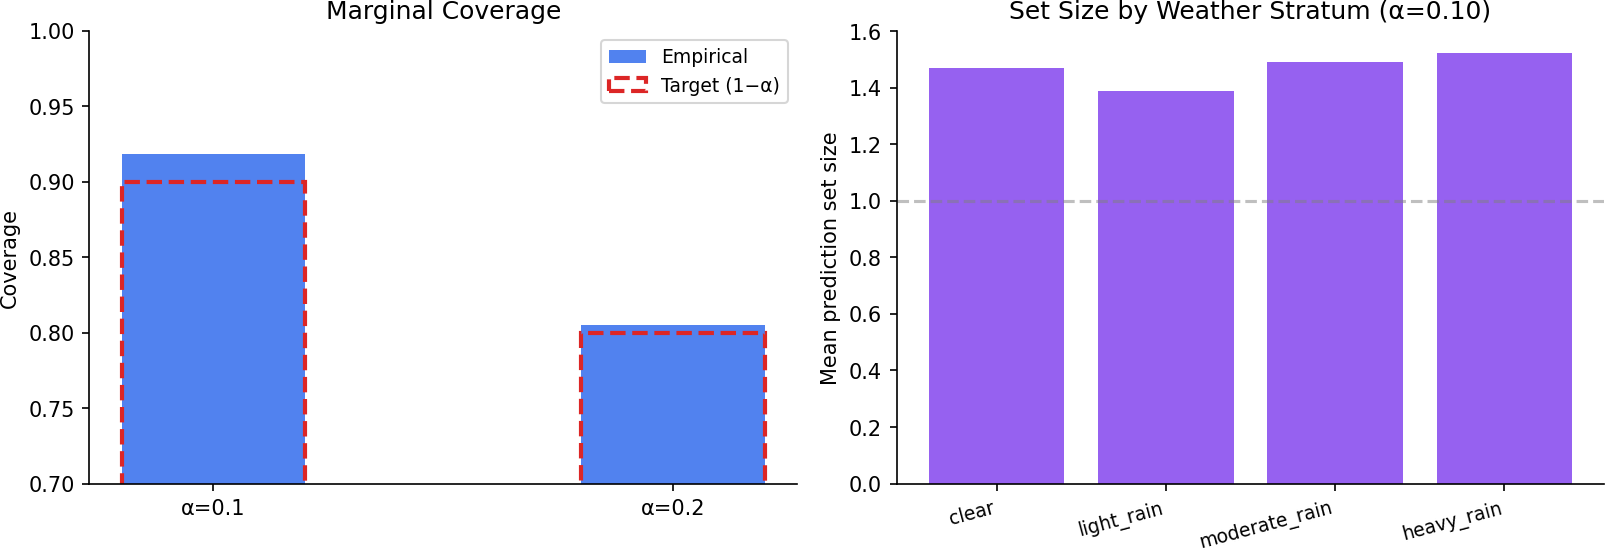 Marginal Coverage
Coverage
1.00
0.95
0.90
0.85
0.80
0.75
0.70
α=0.1
α=0.2
Empirical
Target (1−α)
Set Size by Weather Stratum (α=0.10)
Mean prediction set size
1.6
1.4
1.2
1.0
0.8
0.6
0.4
0.2
0.0
clear
light_rain
moderate_rain
heavy_rain